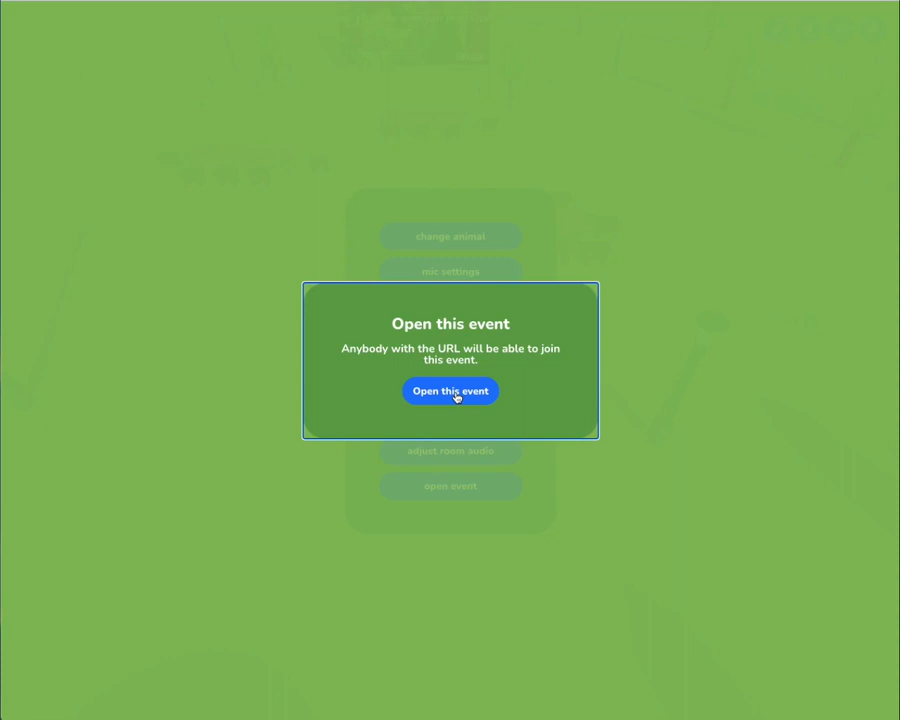 change animal
mic settings
Open this event
Anybody with the URL will be able to join
this event.
Open this event
adjust room audio
open event